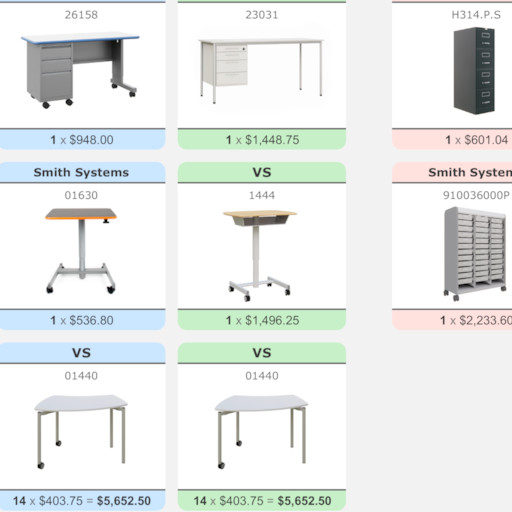 26158
23031
H314.P.S
1 x $948.00
1 x $1,448.75
1 x $601.04
Smith Systems
VS
Smith System
01630
1444
910036000P
1 x $536.80
1 x $1,496.25
1 x $2,233.60
VS
VS
01440
01440
14 x $403.75 = $5,652.50
14 x $403.75 = $5,652.50